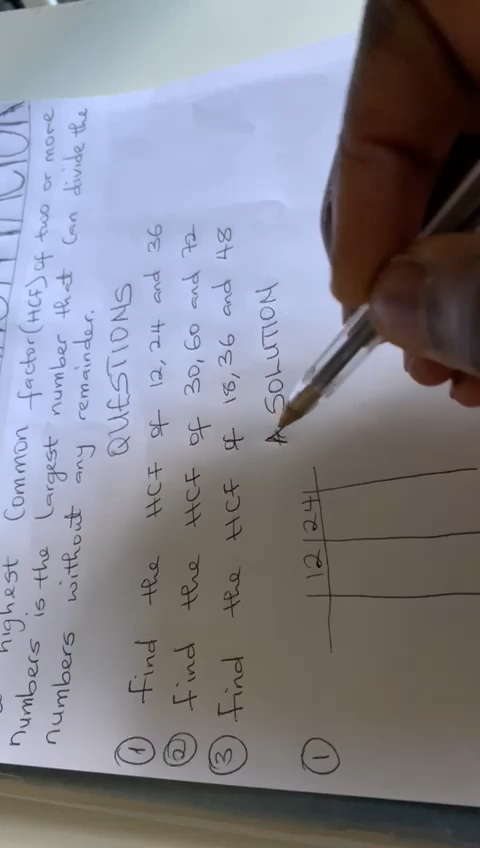 highest Common factor (HCF) of two or more
numbers is the largest number that can divide the
numbers without any remainder.
QUESTIONS
① find the HCF of 12, 24 and 36
② find the HCF of 30, 60 and 72
③ find the HCF of 18, 36 and 48
SOLUTION
① 12 24